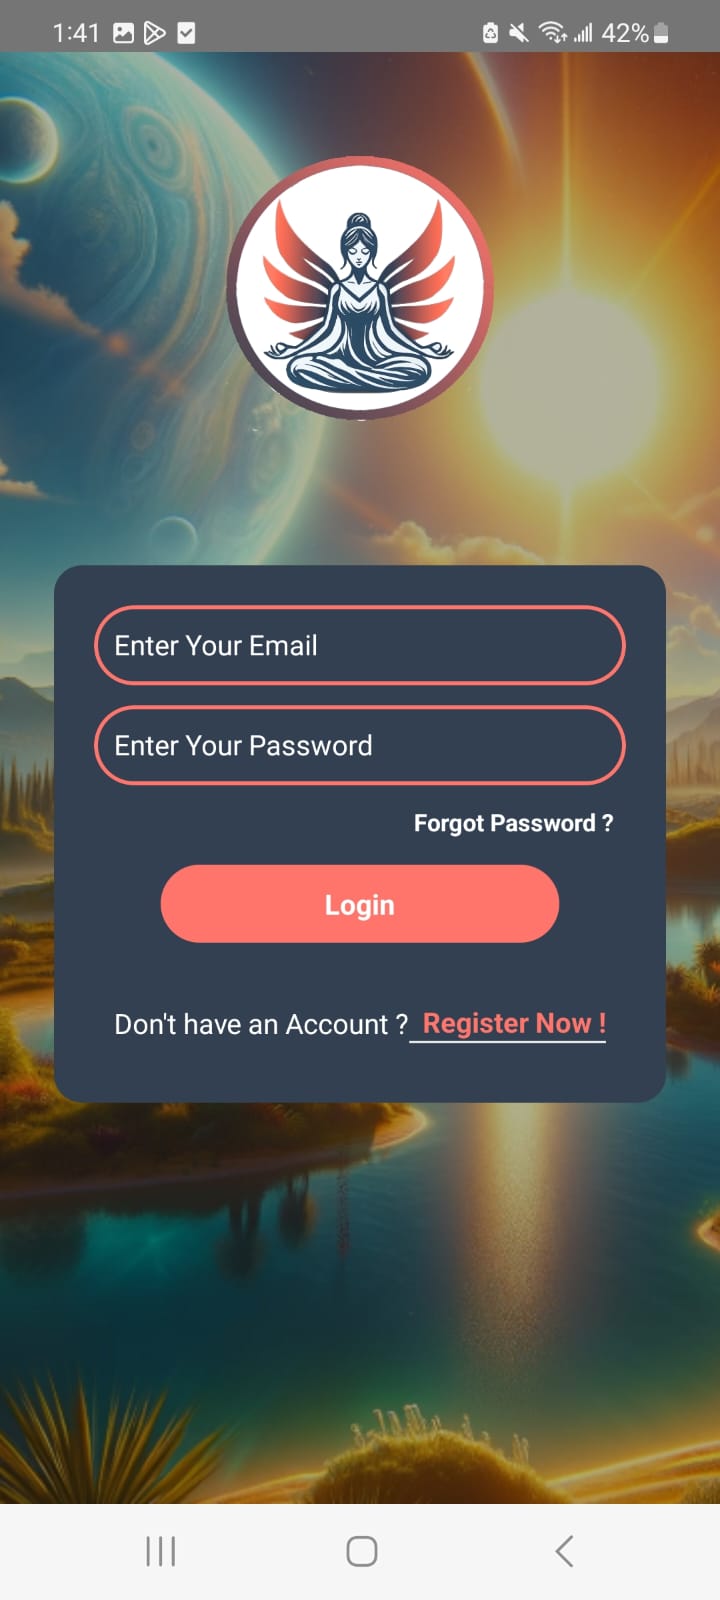 1:41 42%
Enter Your Email
Enter Your Password
Forgot Password ?
Login
Don't have an Account ? Register Now !